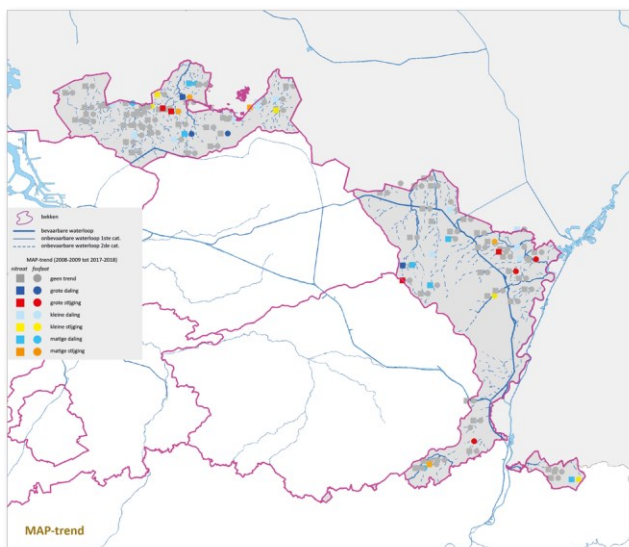 bekken
bevaarbare waterloop
onbevaarbare waterloop 1ste cat.
onbevaarbare waterloop 2de cat.
MAP-trend (2008-2009 tot 2017-2018)
nitraat fosfaat
geen trend
grote daling
grote stijging
kleine daling
kleine stijging
matige daling
matige stijging
MAP-trend